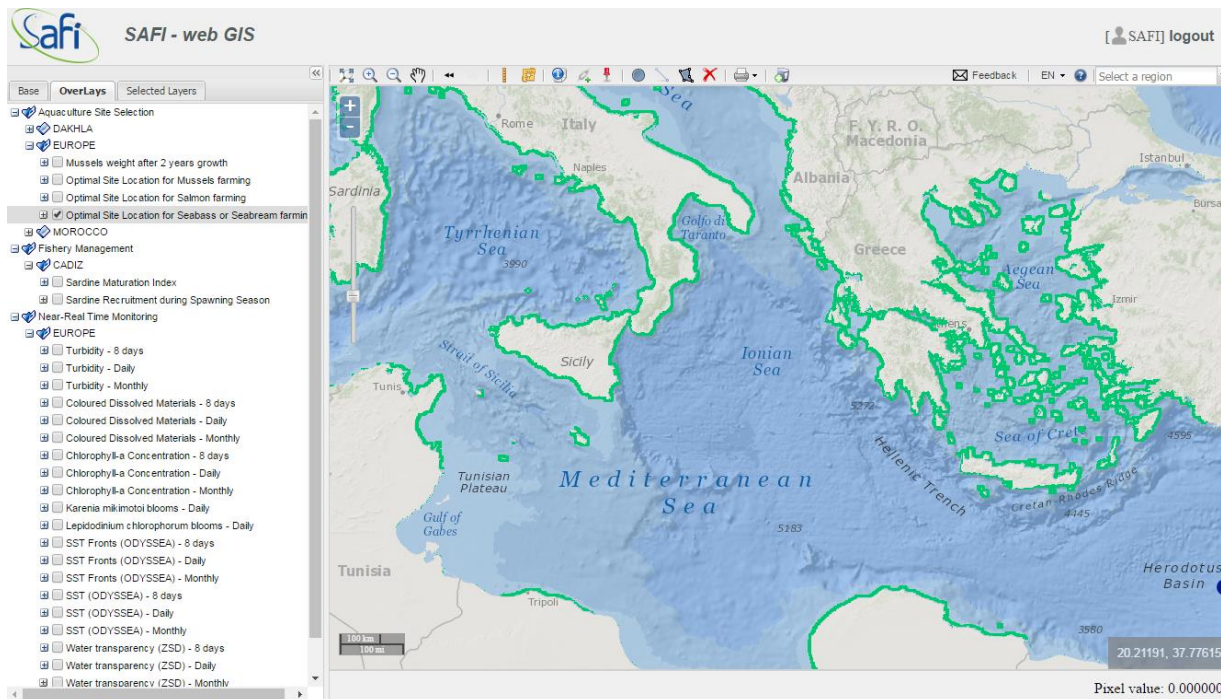 Safi
SAFI - web GIS
[SAFI] logout
Feedback
EN
Select a region
Base
OverLays
Selected Layers
Aquaculture Site Selection
DAKHLA
EUROPE
Mussels weight after 2 years growth
Optimal Site Location for Mussels farming
Optimal Site Location for Salmon farming
Optimal Site Location for Seabass or Seabream farmin
MOROCCO
Fishery Management
CADIZ
Sardine Maturation Index
Sardine Recruitment during Spawning Season
Near-Real Time Monitoring
EUROPE
Turbidity - 8 days
Turbidity - Daily
Turbidity - Monthly
Coloured Dissolved Materials - 8 days
Coloured Dissolved Materials - Daily
Coloured Dissolved Materials - Monthly
Chlorophyll-a Concentration - 8 days
Chlorophyll-a Concentration - Daily
Chlorophyll-a Concentration - Monthly
Karenia mikimotoi blooms - Daily
Lepidodinium chlorophorum blooms - Daily
SST Fronts (ODYSSEA) - 8 days
SST Fronts (ODYSSEA) - Daily
SST Fronts (ODYSSEA) - Monthly
SST (ODYSSEA) - 8 days
SST (ODYSSEA) - Daily
SST (ODYSSEA) - Monthly
Water transparency (ZSD) - 8 days
Water transparency (ZSD) - Daily
Water transparency (ZSD) - Monthly
Sea
Rome
Italy
F. Y. R. O.
Macedonia
Istanbul
Naples
Albania
Sardinia
Bursa
Golfo di
Taranto
Tyrrhenian
Sea
3990
Greece
Aegean
Sea
Izmir
Ionian
Sea
Sicily
Strait of Sicilia
Tunis
5272
Sea of Cret
4595
Hellenic Trench
Tunisian
Plateau
Mediterranean
Sea
Cretan-Rhodes Ridge
4445
Gulf of
Gabes
5183
Tunisia
Herodotus
Basin
Tripoli
3580
100 km
100 mi
20.21191, 37.77615
Pixel value: 0.000000